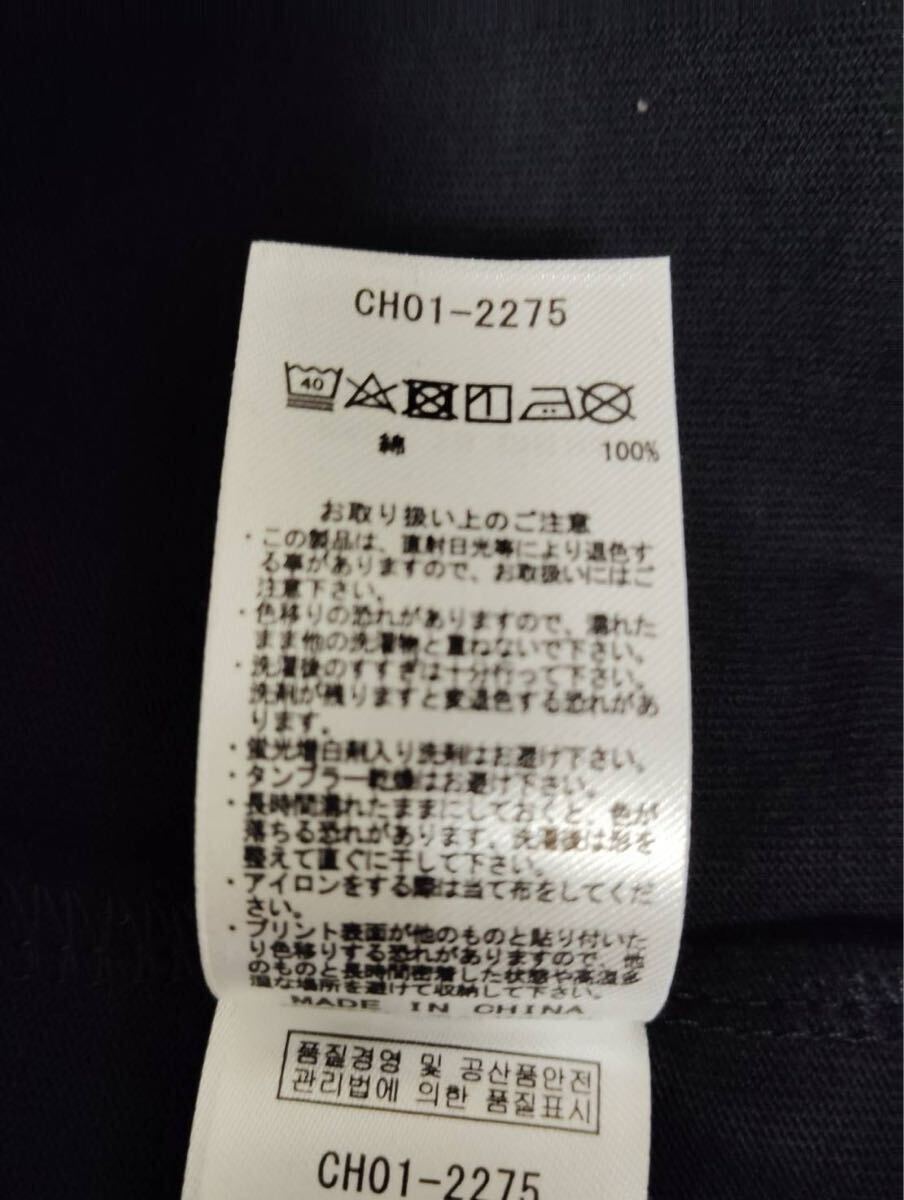 CH01-2275
40
綿 100%
お取り扱い上のご注意
・この製品は、直射日光等により退色す
る事がありますので、お取扱いにはご
注意下さい。
・色移りの恐れがありますので、濡れた
まま他の洗濯物と重ねないで下さい。
・洗濯後のすすぎは十分行って下さい。
洗剤が残りますと変退色する恐れがあ
ります。
・蛍光増白剤入り洗剤はお避け下さい。
・タンブラー乾燥はお避け下さい。
・長時間濡れたままにしておくと、色が
落ちる恐れがあります。洗濯後は形を
整えて直ぐに干して下さい。
・アイロンをする際は当て布をしてくだ
さい。
・プリント表面が他のものと貼り付いた
り色移りする恐れがありますので、他
のものと長時間密着した状態や高温多
湿な場所を避けて収納して下さい。
MADE IN CHINA
품질경영 및 공산품안전
관리법에 의한 품질표시
CH01-2275